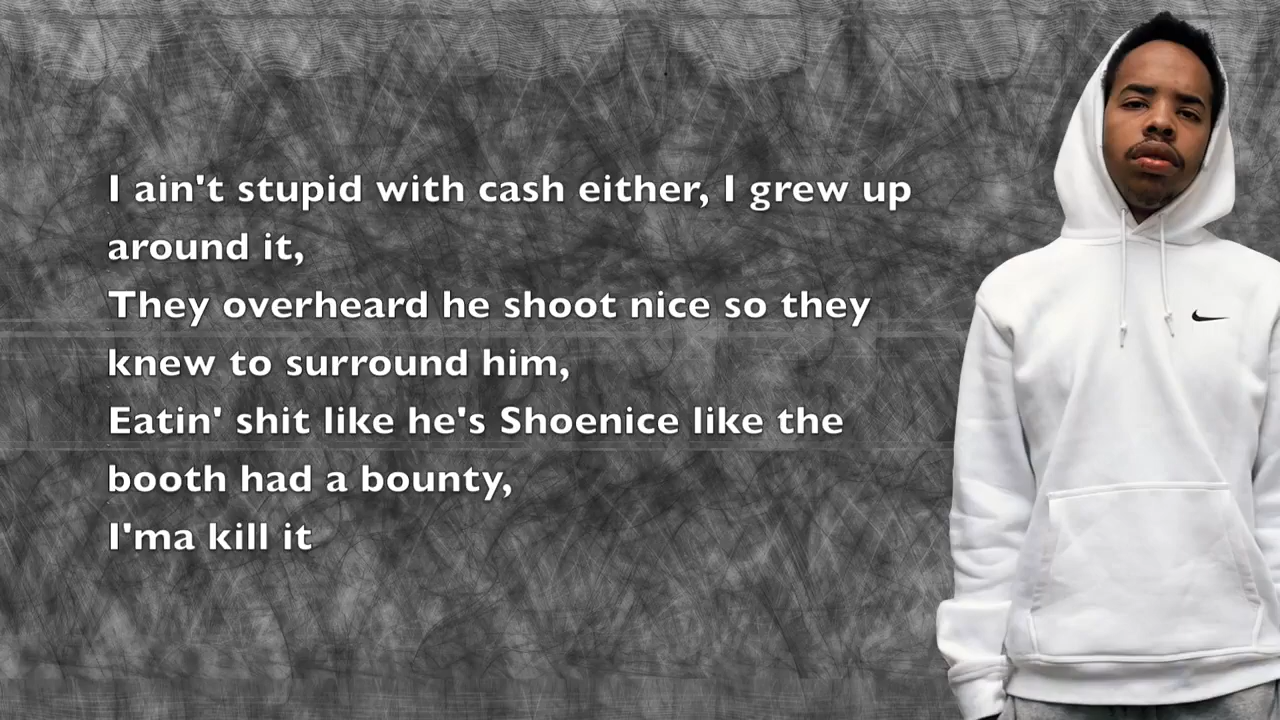 I ain't stupid with cash either, I grew up
around it,
They overheard he shoot nice so they
knew to surround him,
Eatin' shit like he's Shoenice like the
booth had a bounty,
I'ma kill it